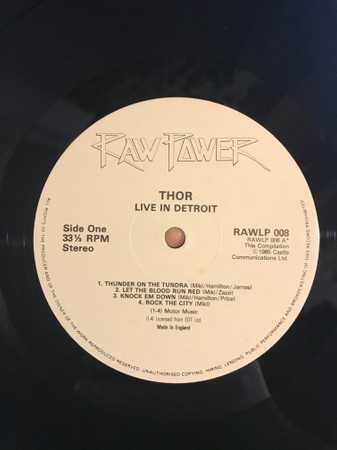 RAW POWER
THOR
LIVE IN DETROIT
Side One
33⅓ RPM
Stereo
RAWLP 008
RAWLP 008 A*
This Compilation
℗ 1985 Castle
Communications Ltd.
1. THUNDER ON THE TUNDRA (Mikl/Hamilton/James)
2. LET THE BLOOD RUN RED (Mikl/Zazzi)
3. KNOCK EM DOWN (Mikl/Hamilton/Price)
4. ROCK THE CITY (Mikl)
(1-4) Motor Music
(1-4) Licensed from EDT Ltd.
Made in England
ALL RIGHTS OF THE PRODUCER AND OF THE OWNER OF THE WORK REPRODUCED RESERVED. UNAUTHORISED COPYING, HIRING, LENDING, PUBLIC PERFORMANCE AND BROADCASTING OF THIS RECORD PROHIBITED